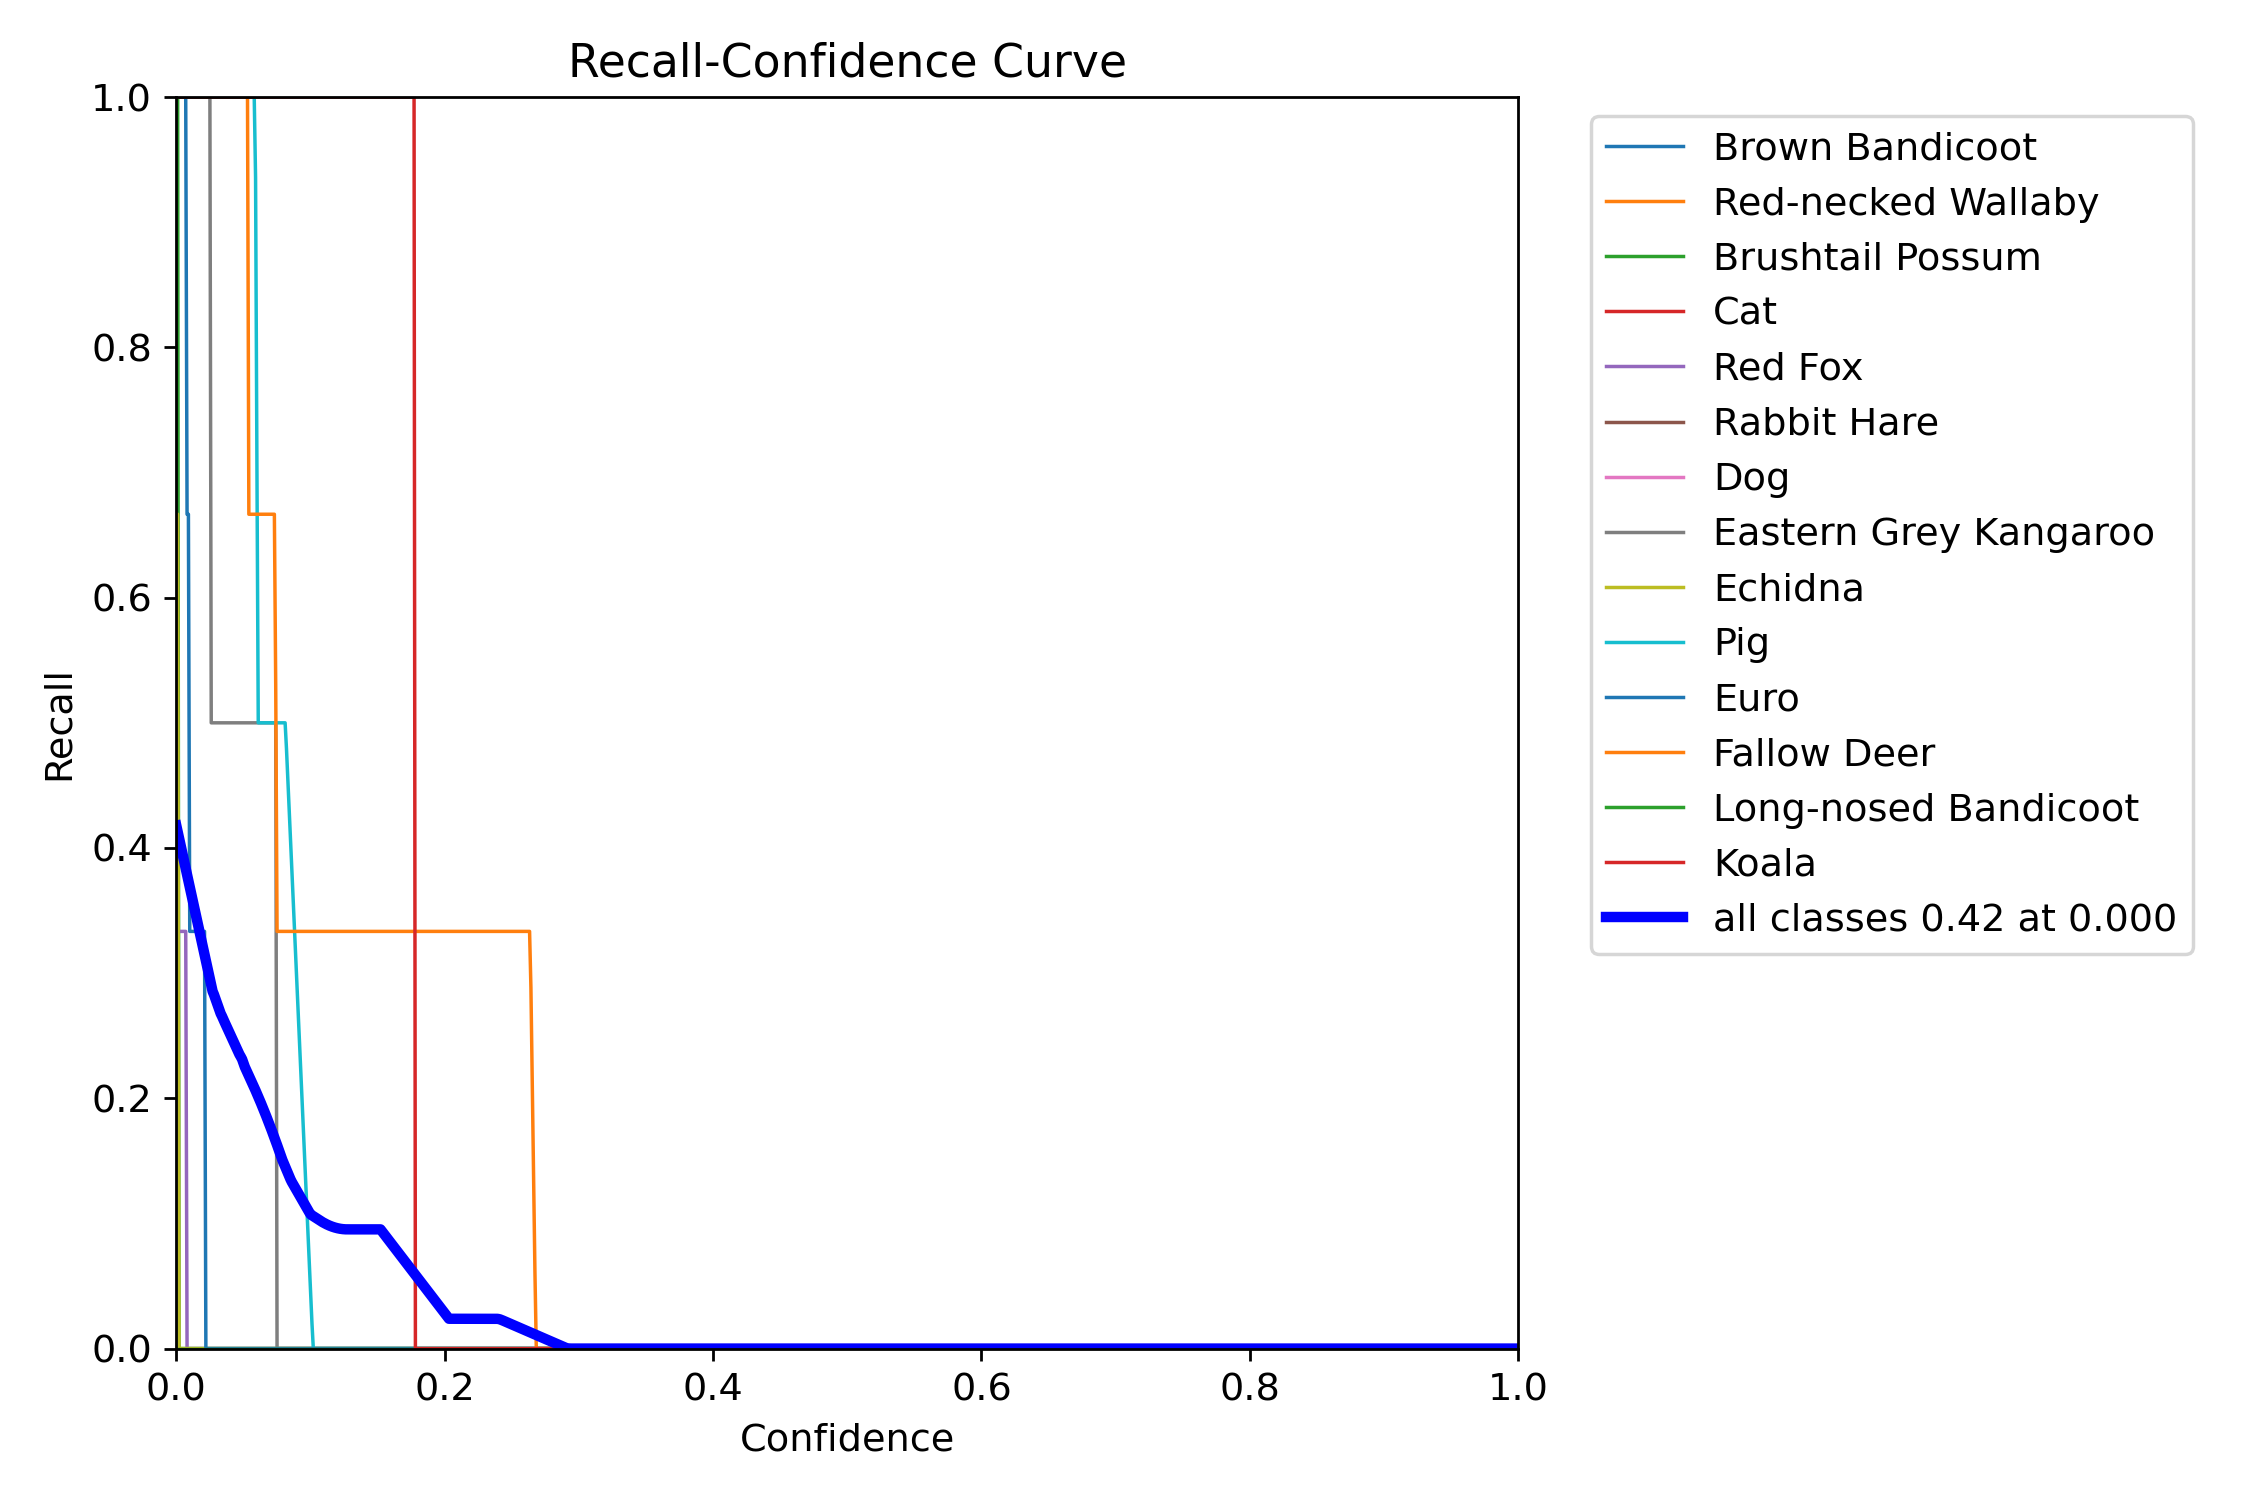 Recall-Confidence Curve
1.0
0.8
0.6
0.4
0.2
0.0
Recall
0.0 0.2 0.4 0.6 0.8 1.0
Confidence
Brown Bandicoot
Red-necked Wallaby
Brushtail Possum
Cat
Red Fox
Rabbit Hare
Dog
Eastern Grey Kangaroo
Echidna
Pig
Euro
Fallow Deer
Long-nosed Bandicoot
Koala
all classes 0.42 at 0.000